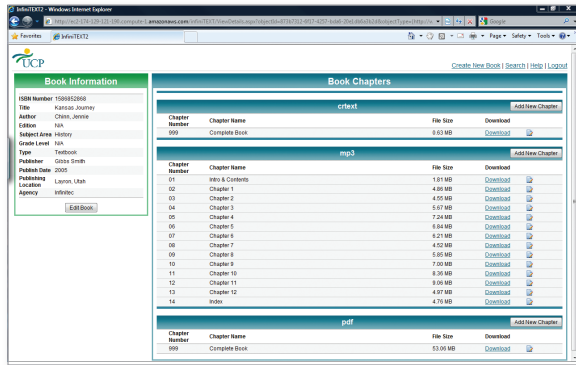 InfiniTEXT2 - Windows Internet Explorer
Google
Favorites InfiniTEXT2 Page Safety Tools
UCP
Create New Book | Search | Help | Logout
Book Information
ISBN Number 1586852868
Title Kansas Journey
Author Chinn, Jennie
Edition N/A
Subject Area History
Grade Level N/A
Type Textbook
Publisher Gibbs Smith
Publish Date 2005
Publishing Location Layron, Utah
Agency Infinitec
Edit Book
Book Chapters
crtext Add New Chapter
Chapter Number Chapter Name File Size Download
999 Complete Book 0.63 MB Download
mp3 Add New Chapter
Chapter Number Chapter Name File Size Download
01 Intro & Contents 1.81 MB Download
02 Chapter 1 4.86 MB Download
03 Chapter 2 4.55 MB Download
04 Chapter 3 5.67 MB Download
05 Chapter 4 7.24 MB Download
06 Chapter 5 6.84 MB Download
07 Chapter 6 6.21 MB Download
08 Chapter 7 4.52 MB Download
09 Chapter 8 5.85 MB Download
10 Chapter 9 7.00 MB Download
11 Chapter 10 8.36 MB Download
12 Chapter 11 9.06 MB Download
13 Chapter 12 4.97 MB Download
14 Index 4.76 MB Download
pdf Add New Chapter
Chapter Number Chapter Name File Size Download
999 Complete Book 53.06 MB Download